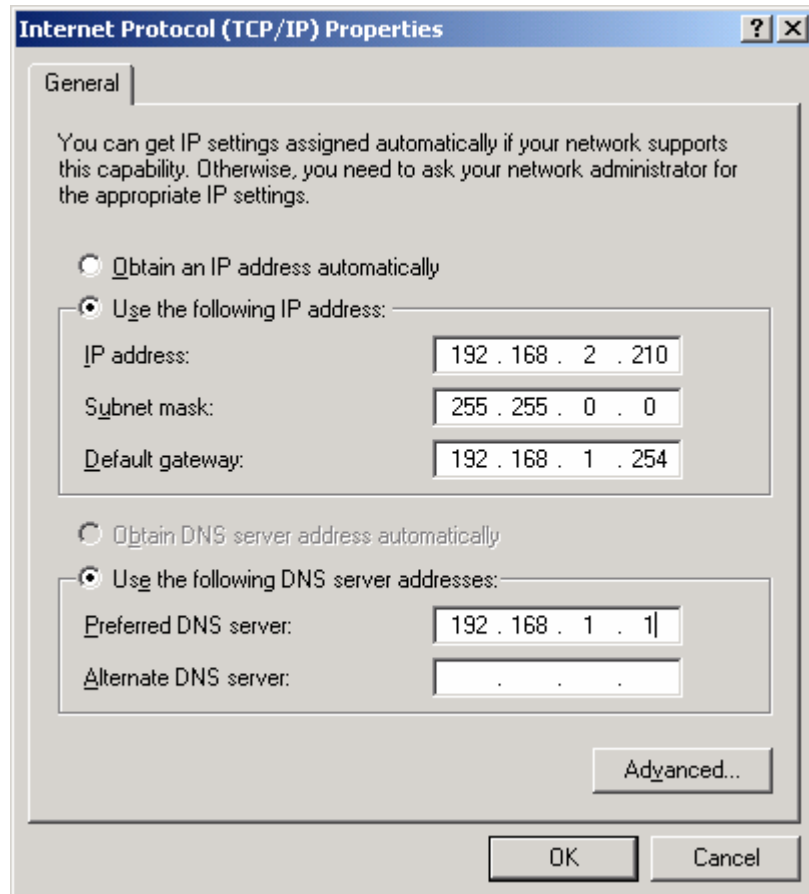 Internet Protocol (TCP/IP) Properties
General
You can get IP settings assigned automatically if your network supports
this capability. Otherwise, you need to ask your network administrator for
the appropriate IP settings.
Obtain an IP address automatically
Use the following IP address:
IP address: 192 . 168 . 2 . 210
Subnet mask: 255 . 255 . 0 . 0
Default gateway: 192 . 168 . 1 . 254
Obtain DNS server address automatically
Use the following DNS server addresses:
Preferred DNS server: 192 . 168 . 1 . 1
Alternate DNS server: . . .
Advanced...
OK Cancel